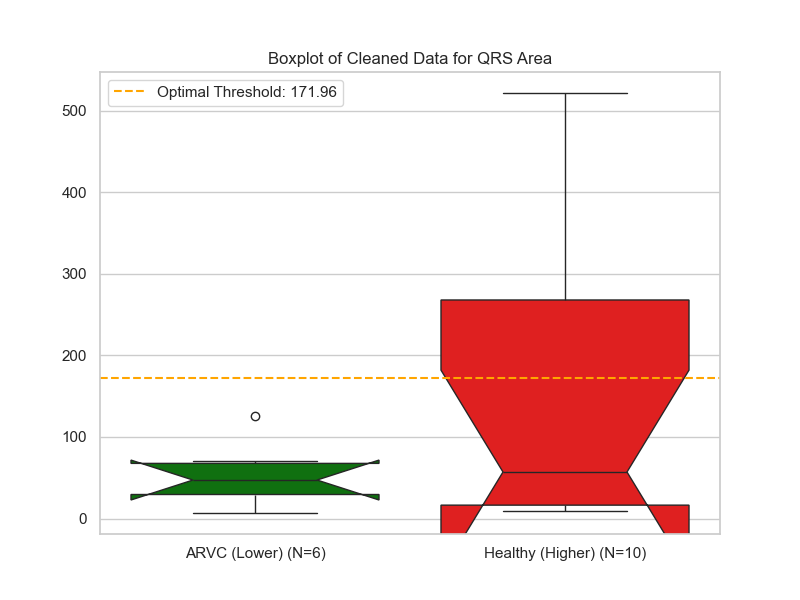 Boxplot of Cleaned Data for QRS Area
Optimal Threshold: 171.96
500
400
300
200
100
0
ARVC (Lower) (N=6)
Healthy (Higher) (N=10)